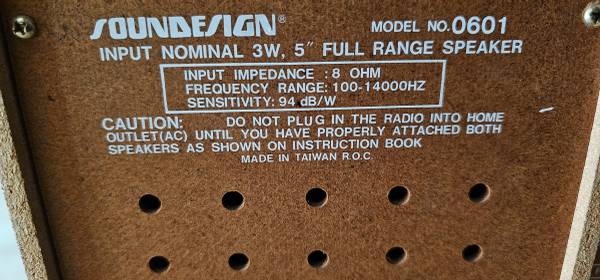 SOUNDESIGN® MODEL NO. 0601
INPUT NOMINAL 3W, 5″ FULL RANGE SPEAKER
INPUT IMPEDANCE : 8 OHM
FREQUENCY RANGE: 100-14000HZ
SENSITIVITY: 94 dB/W
CAUTION: DO NOT PLUG IN THE RADIO INTO HOME
OUTLET(AC) UNTIL YOU HAVE PROPERLY ATTACHED BOTH
SPEAKERS AS SHOWN ON INSTRUCTION BOOK
MADE IN TAIWAN R.O.C.